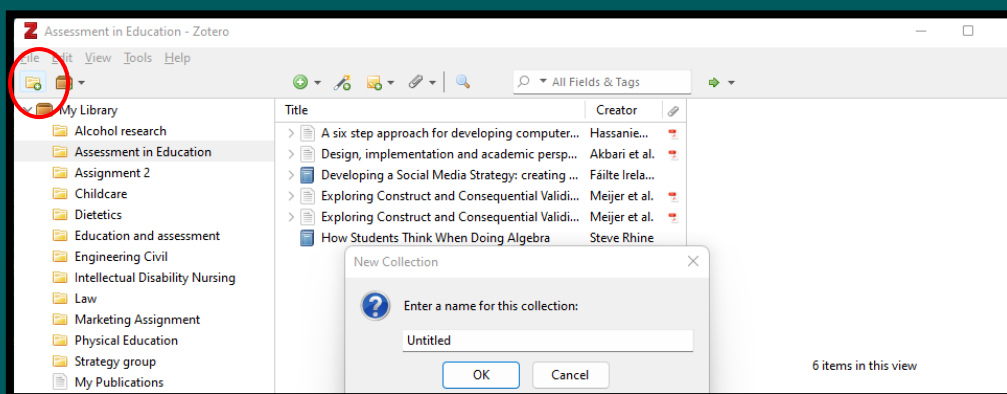 Assessment in Education - Zotero
File Edit View Tools Help
All Fields & Tags
My Library
Alcohol research
Assessment in Education
Assignment 2
Childcare
Dietetics
Education and assessment
Engineering Civil
Intellectual Disability Nursing
Law
Marketing Assignment
Physical Education
Strategy group
My Publications
Title Creator
A six step approach for developing computer... Hassanie...
Design, implementation and academic persp... Akbari et al.
Developing a Social Media Strategy: creating ... Fáilte Irela...
Exploring Construct and Consequential Validi... Meijer et al.
Exploring Construct and Consequential Validi... Meijer et al.
How Students Think When Doing Algebra Steve Rhine
New Collection
Enter a name for this collection:
Untitled
OK Cancel
6 items in this view